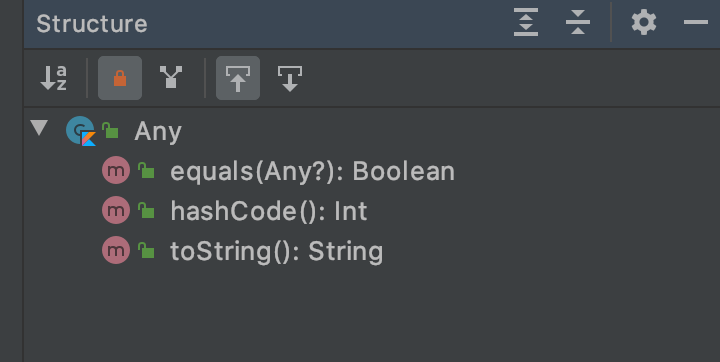 Structure
a
z
Any
m equals(Any?): Boolean
m hashCode(): Int
m toString(): String